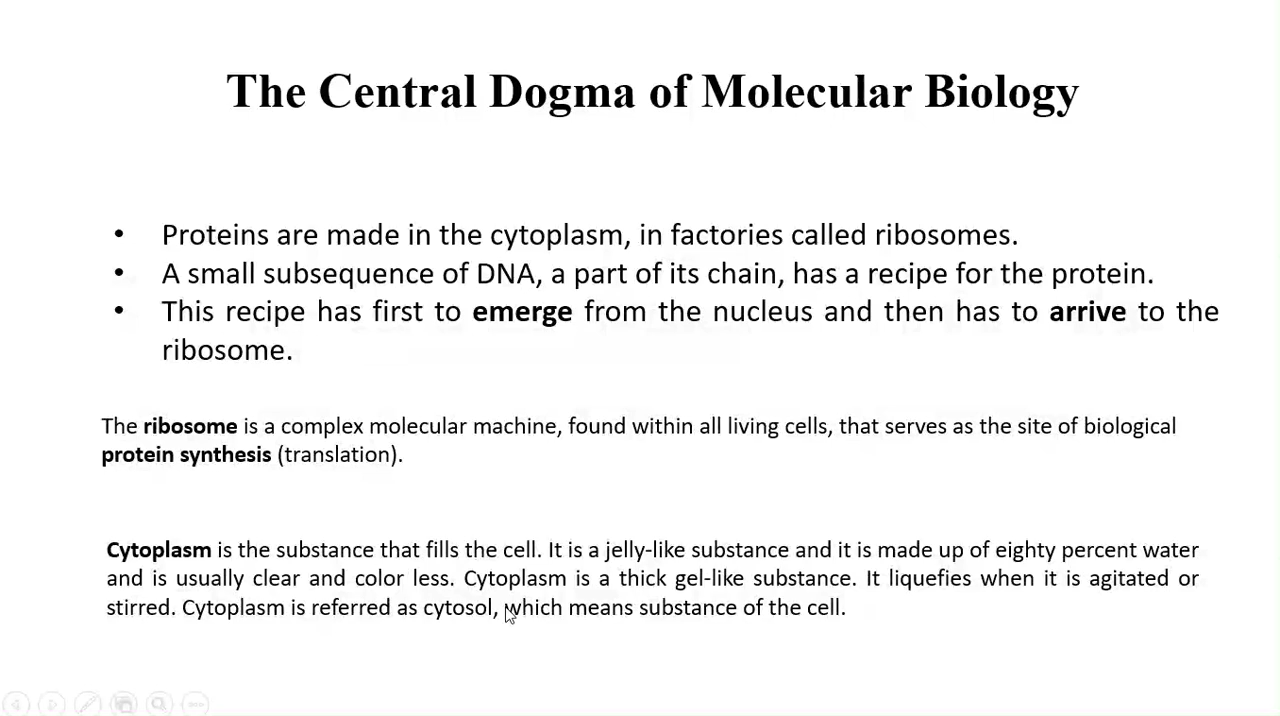 The Central Dogma of Molecular Biology
• Proteins are made in the cytoplasm, in factories called ribosomes.
• A small subsequence of DNA, a part of its chain, has a recipe for the protein.
• This recipe has first to emerge from the nucleus and then has to arrive to the
ribosome.
The ribosome is a complex molecular machine, found within all living cells, that serves as the site of biological
protein synthesis (translation).
Cytoplasm is the substance that fills the cell. It is a jelly-like substance and it is made up of eighty percent water
and is usually clear and color less. Cytoplasm is a thick gel-like substance. It liquefies when it is agitated or
stirred. Cytoplasm is referred as cytosol, which means substance of the cell.